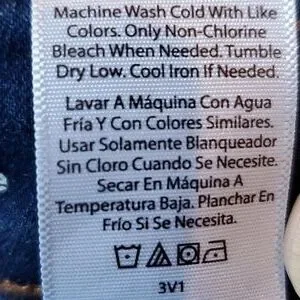 Machine Wash Cold With Like
Colors. Only Non-Chlorine
Bleach When Needed. Tumble
Dry Low. Cool Iron If Needed.
Lavar A Máquina Con Agua
Fría Y Con Colores Similares.
Usar Solamente Blanqueador
Sin Cloro Cuando Se Necesite.
Secar En Máquina A
Temperatura Baja. Planchar En
Frío Si Se Necesita.
3V1